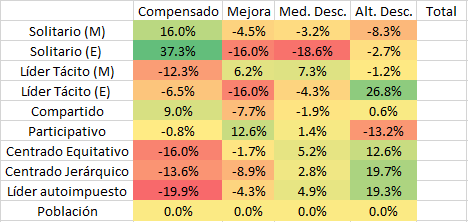 Compensado Mejora Med. Desc. Alt. Desc. Total
Solitario (M) 16.0% -4.5% -3.2% -8.3%
Solitario (E) 37.3% -16.0% -18.6% -2.7%
Líder Tácito (M) -12.3% 6.2% 7.3% -1.2%
Líder Tácito (E) -6.5% -16.0% -4.3% 26.8%
Compartido 9.0% -7.7% -1.9% 0.6%
Participativo -0.8% 12.6% 1.4% -13.2%
Centrado Equitativo -16.0% -1.7% 5.2% 12.6%
Centrado Jerárquico -13.6% -8.9% 2.8% 19.7%
Líder autoimpuesto -19.9% -4.3% 4.9% 19.3%
Población 0.0% 0.0% 0.0% 0.0%